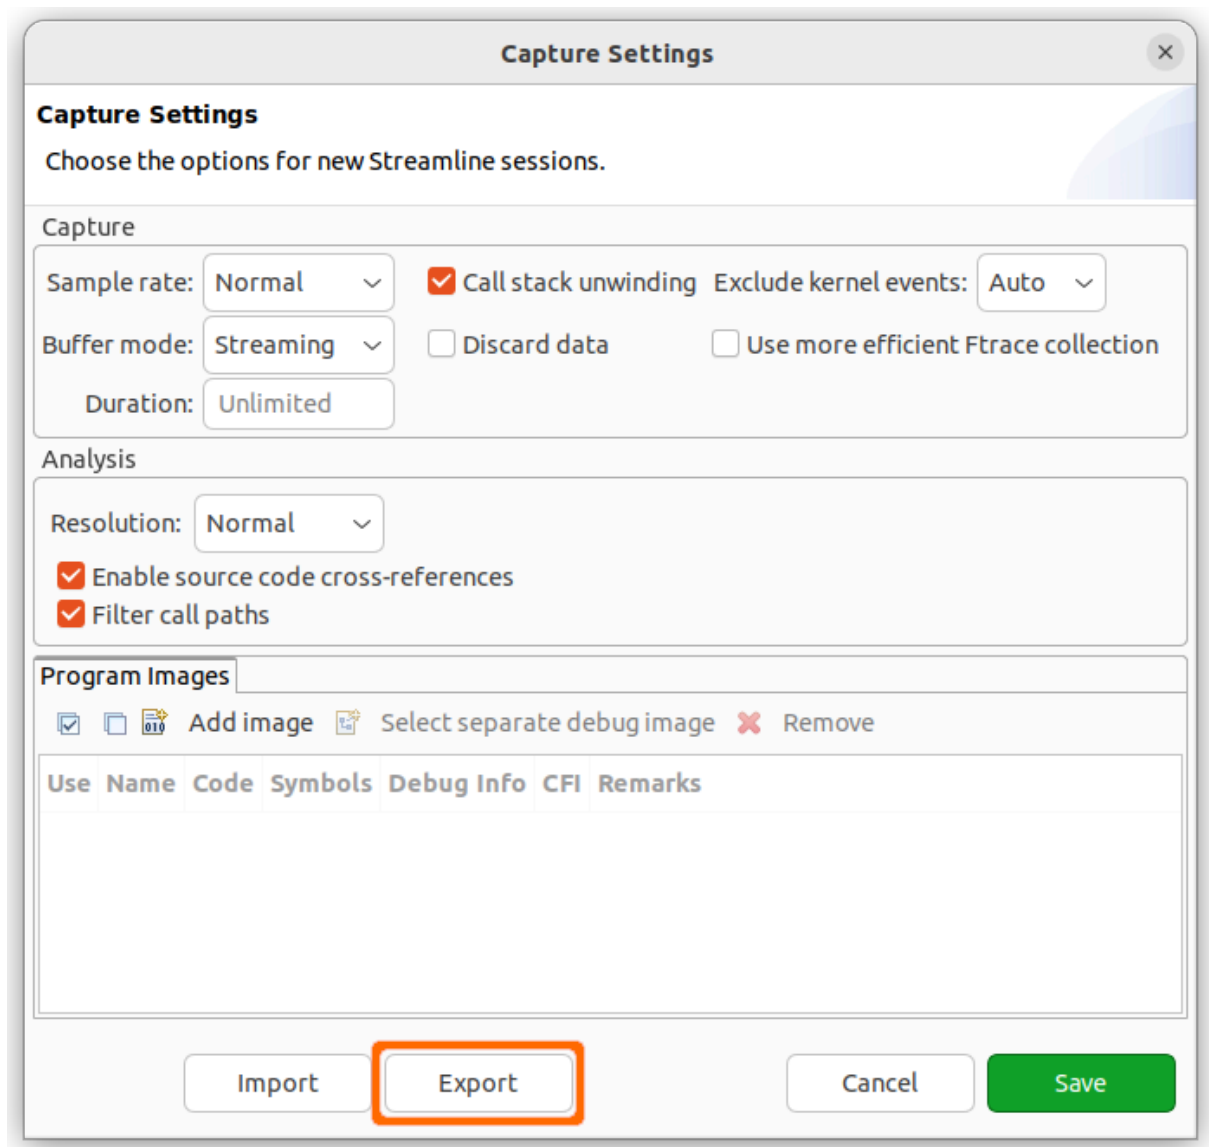 Capture Settings
Capture Settings
Choose the options for new Streamline sessions.
Capture
Sample rate: Normal Call stack unwinding Exclude kernel events: Auto
Buffer mode: Streaming Discard data Use more efficient Ftrace collection
Duration: Unlimited
Analysis
Resolution: Normal
Enable source code cross-references
Filter call paths
Program Images
Add image Select separate debug image Remove
Use Name Code Symbols Debug Info CFI Remarks
Import Export Cancel Save